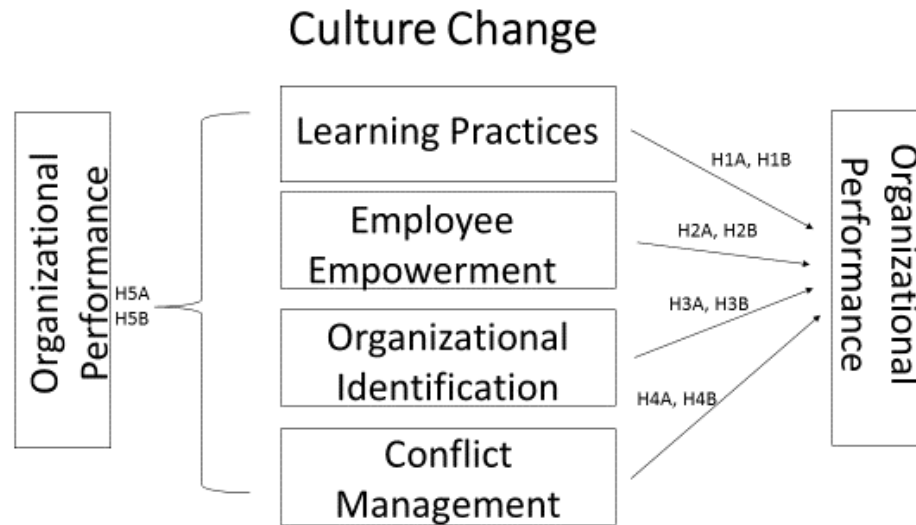 Culture Change
Organizational
Performance
H5A
H5B
Learning Practices
Employee
Empowerment
Organizational
Identification
Conflict
Management
H1A, H1B
H2A, H2B
H3A, H3B
H4A, H4B
Organizational
Performance